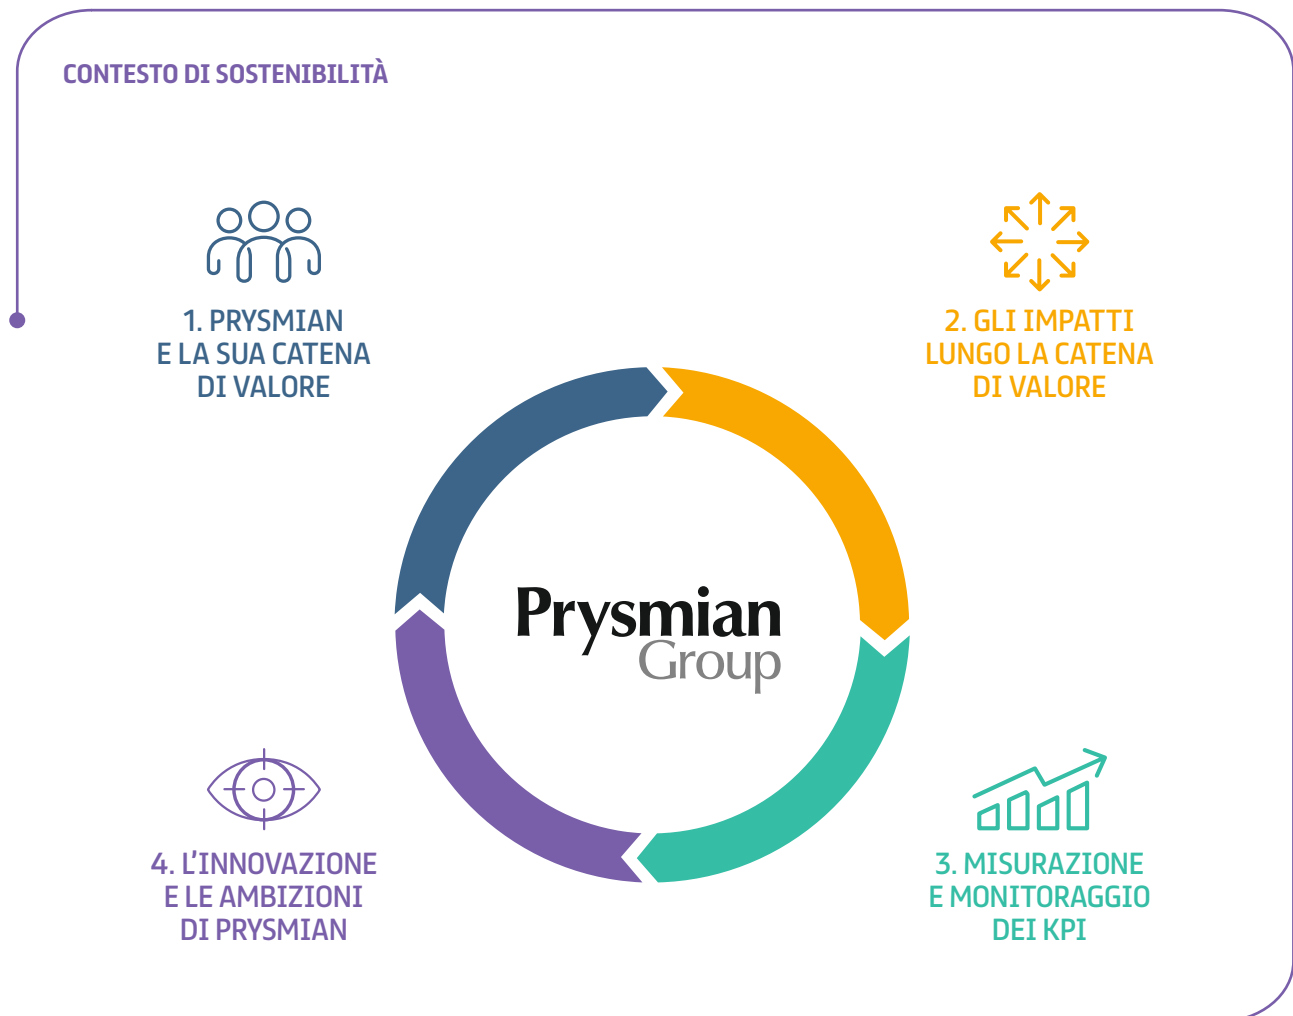 CONTESTO DI SOSTENIBILITÀ
1. PRYSMIAN
E LA SUA CATENA
DI VALORE
2. GLI IMPATTI
LUNGO LA CATENA
DI VALORE
Prysmian
Group
4. L'INNOVAZIONE
E LE AMBIZIONI
DI PRYSMIAN
3. MISURAZIONE
E MONITORAGGIO
DEI KPI